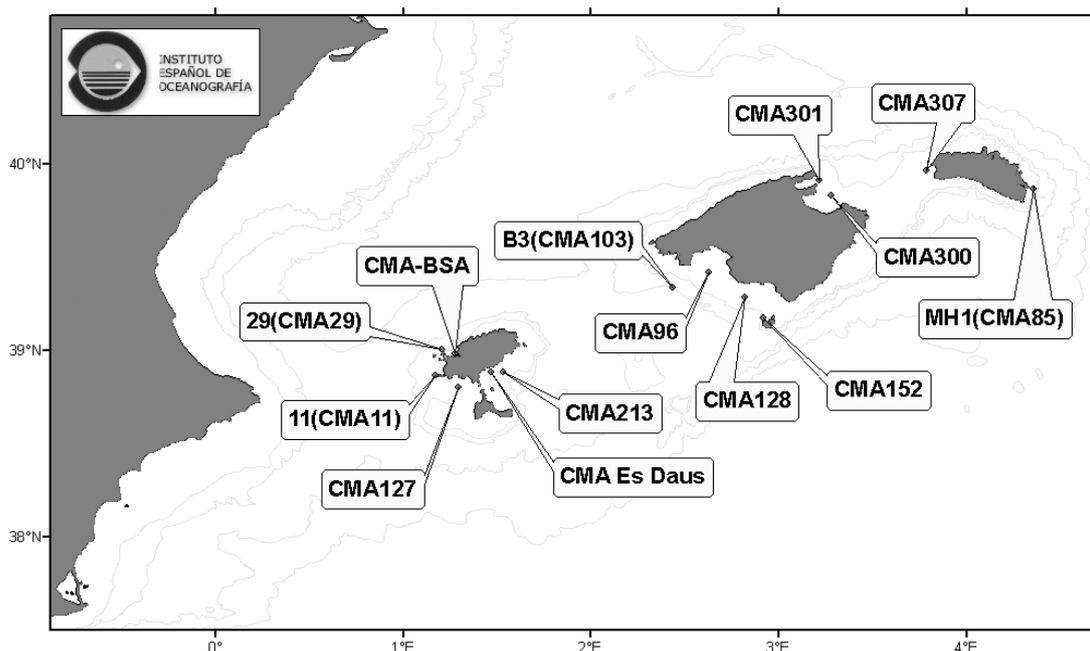 INSTITUTO
ESPAÑOL DE
OCEANOGRAFÍA
CMA301
CMA307
40°N
B3(CMA103)
CMA300
CMA-BSA
29(CMA29)
MH1(CMA85)
CMA96
39°N
CMA152
CMA128
11(CMA11)
CMA213
CMA Es Daus
CMA127
38°N
0°
1°E
2°E
3°E
4°E